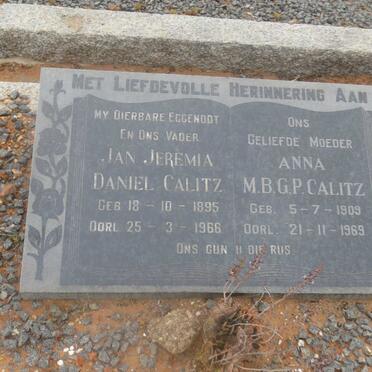 MET LIEFDEVOLLE HERINNERING AAN
MY DIERBARE EGGENOOT
EN ONS VADER
JAN JEREMIA
DANIEL CALITZ
GEB 18-10-1895
OORL 25-3-1966
ONS
GELIEFDE MOEDER
ANNA
M.B.G.P. CALITZ
GEB. 5-7-1909
OORL. 21-11-1969
ONS GUN U DIE RUS